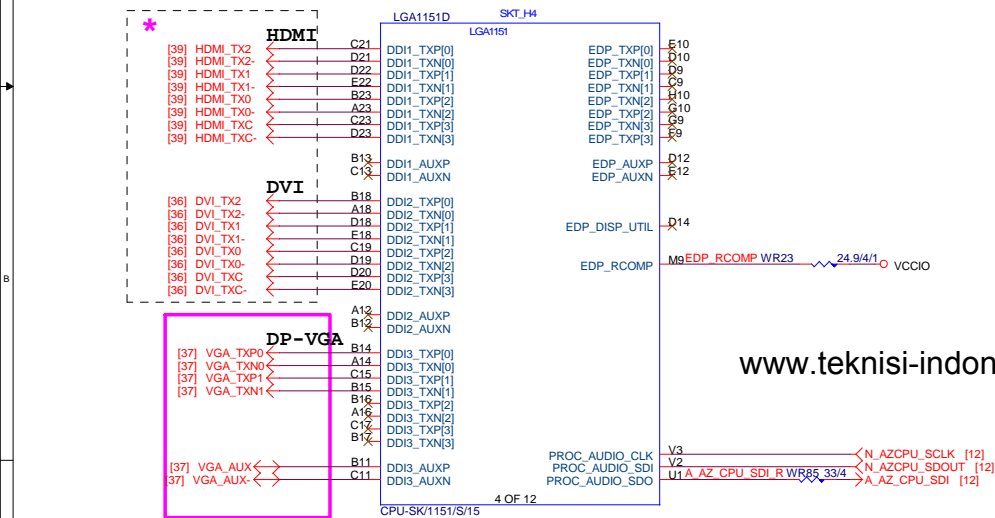 LGA1151D SKT_H4
LGA1151
*
HDMI
[39] HDMI_TX2 C21 DDI1_TXP[0] EDP_TXP[0] E10
[39] HDMI_TX2- D21 DDI1_TXN[0] EDP_TXN[0] D10
[39] HDMI_TX1 D22 DDI1_TXP[1] EDP_TXP[1] D9
[39] HDMI_TX1- E22 DDI1_TXN[1] EDP_TXN[1] C9
[39] HDMI_TX0 B23 DDI1_TXP[2] EDP_TXN[2] H10
[39] HDMI_TX0- A23 DDI1_TXN[2] EDP_TXP[2] G10
[39] HDMI_TXC C23 DDI1_TXP[3] EDP_TXN[3] G9
[39] HDMI_TXC- D23 DDI1_TXN[3] EDP_TXP[3] F9
B13 DDI1_AUXP EDP_AUXP D12
C13 DDI1_AUXN EDP_AUXN E12
DVI
[36] DVI_TX2 B18 DDI2_TXP[0]
[36] DVI_TX2- A18 DDI2_TXN[0]
[36] DVI_TX1 D18 DDI2_TXP[1] EDP_DISP_UTIL D14
[36] DVI_TX1- E18 DDI2_TXN[1]
[36] DVI_TX0 C19 DDI2_TXP[2]
[36] DVI_TX0- D19 DDI2_TXN[2] EDP_RCOMP M9 EDP_RCOMP WR23 24.9/4/1 VCCIO
[36] DVI_TXC D20 DDI2_TXP[3]
[36] DVI_TXC- E20 DDI2_TXN[3]
B
A12 DDI2_AUXP
B12 DDI2_AUXN
DP-VGA
[37] VGA_TXP0 B14 DDI3_TXP[0]
[37] VGA_TXN0 A14 DDI3_TXN[0]
[37] VGA_TXP1 C15 DDI3_TXP[1]
[37] VGA_TXN1 B15 DDI3_TXN[1]
B16 DDI3_TXP[2]
A16 DDI3_TXN[2]
C17 DDI3_TXP[3]
B17 DDI3_TXN[3]
www.teknisi-indon
PROC_AUDIO_CLK V3 N_AZCPU_SCLK [12]
[37] VGA_AUX B11 DDI3_AUXP PROC_AUDIO_SDI V2 N_AZCPU_SDOUT [12]
[37] VGA_AUX- C11 DDI3_AUXN PROC_AUDIO_SDO U1 A_AZ_CPU_SDI_R WR85 33/4 A_AZ_CPU_SDI [12]
4 OF 12
CPU-SK/1151/S/15